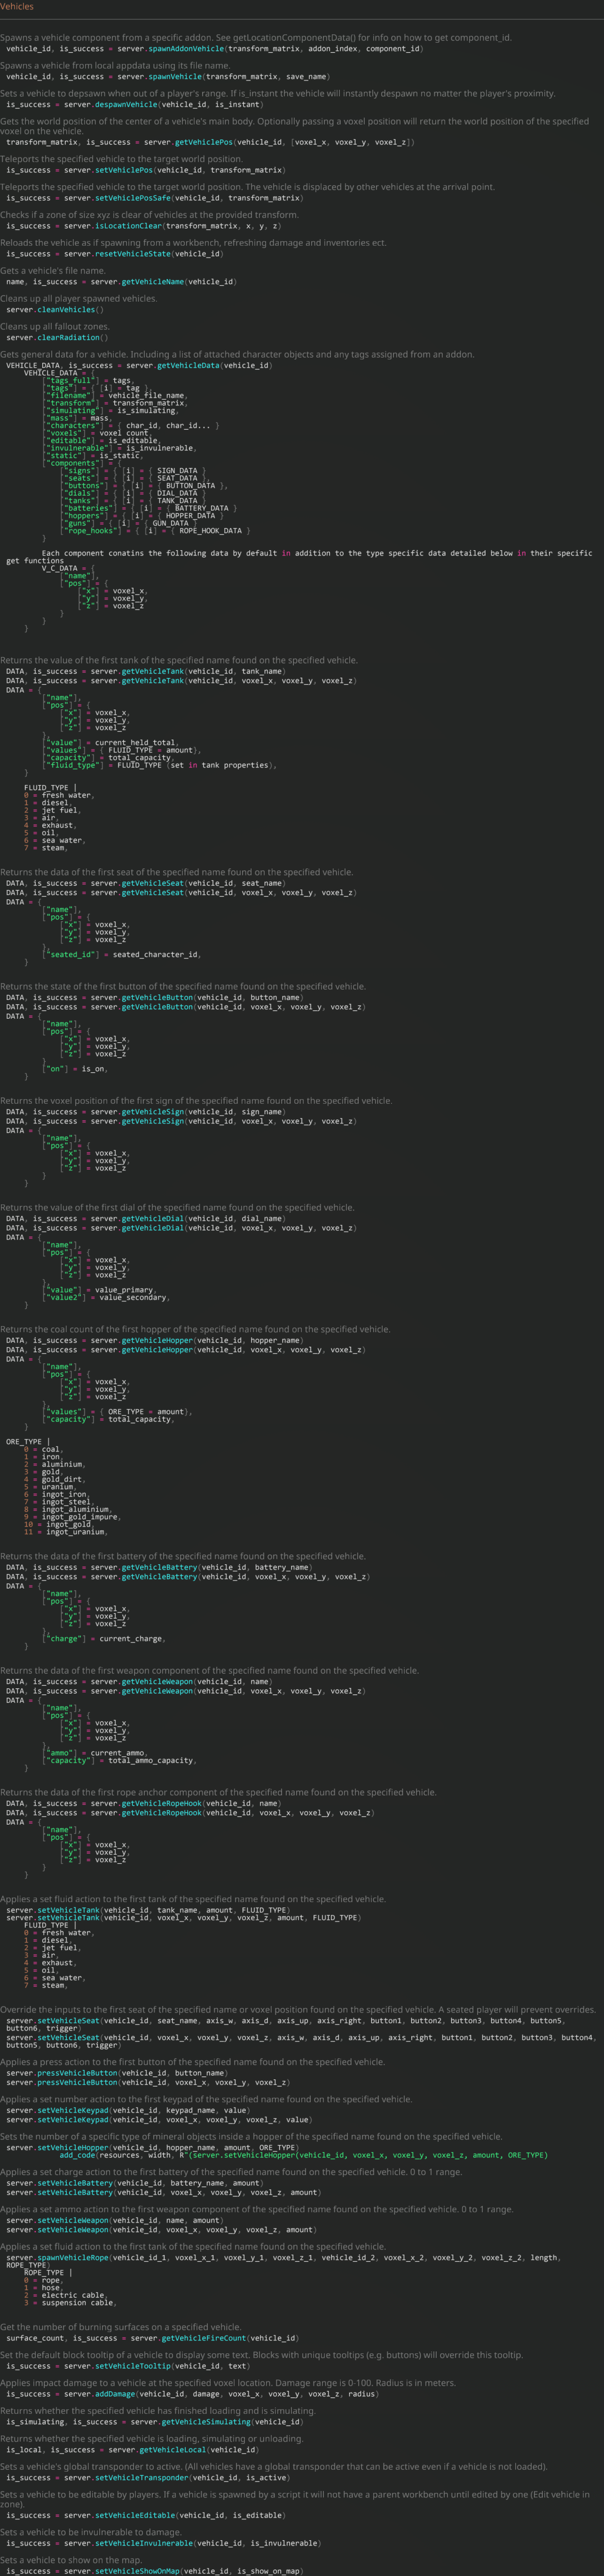 Vehicles
Spawns a vehicle component from a specific addon. See getLocationComponentData() for info on how to get component_id.
vehicle_id, is_success = server.spawnAddonVehicle(transform_matrix, addon_index, component_id)
Spawns a vehicle from local appdata using its file name.
vehicle_id, is_success = server.spawnVehicle(transform_matrix, save_name)
Sets a vehicle to depsawn when out of a player's range. If is_instant the vehicle will instantly despawn no matter the player's proximity.
is_success = server.despawnVehicle(vehicle_id, is_instant)
Gets the world position of the center of a vehicle's main body. Optionally passing a voxel position will return the world position of the specified
voxel on the vehicle.
transform_matrix, is_success = server.getVehiclePos(vehicle_id, [voxel_x, voxel_y, voxel_z])
Teleports the specified vehicle to the target world position.
is_success = server.setVehiclePos(vehicle_id, transform_matrix)
Teleports the specified vehicle to the target world position. The vehicle is displaced by other vehicles at the arrival point.
is_success = server.setVehiclePosSafe(vehicle_id, transform_matrix)
Checks if a zone of size xyz is clear of vehicles at the provided transform.
is_success = server.isLocationClear(transform_matrix, x, y, z)
Reloads the vehicle as if spawning from a workbench, refreshing damage and inventories ect.
is_success = server.resetVehicleState(vehicle_id)
Gets a vehicle's file name.
name, is_success = server.getVehicleName(vehicle_id)
Cleans up all player spawned vehicles.
server.cleanVehicles()
Cleans up all fallout zones.
server.clearRadiation()
Gets general data for a vehicle. Including a list of attached character objects and any tags assigned from an addon.
VEHICLE_DATA, is_success = server.getVehicleData(vehicle_id)
VEHICLE_DATA = {
["tags_full"] = tags,
["tags"] = { [i] = tag },
["filename"] = vehicle_file_name,
["transform"] = transform_matrix,
["simulating"] = is_simulating,
["mass"] = mass,
["characters"] = { char_id, char_id... }
["voxels"] = voxel count,
["editable"] = is_editable,
["invulnerable"] = is_invulnerable,
["static"] = is_static,
["components"] = {
["signs"] = { [i] = { SIGN_DATA }
["seats"] = { [i] = { SEAT_DATA },
["buttons"] = { [i] = { BUTTON_DATA },
["dials"] = { [i] = { DIAL_DATA }
["tanks"] = { [i] = { TANK_DATA }
["batteries"] = { [i] = { BATTERY_DATA }
["hoppers"] = { [i] = { HOPPER_DATA }
["guns"] = { [i] = { GUN_DATA }
["rope_hooks"] = { [i] = { ROPE_HOOK_DATA }
}
Each component conatins the following data by default in addition to the type specific data detailed below in their specific
get functions
V_C_DATA = {
["name"],
["pos"] = {
["x"] = voxel_x,
["y"] = voxel_y,
["z"] = voxel_z
}
}
}
Returns the value of the first tank of the specified name found on the specified vehicle.
DATA, is_success = server.getVehicleTank(vehicle_id, tank_name)
DATA, is_success = server.getVehicleTank(vehicle_id, voxel_x, voxel_y, voxel_z)
DATA = {
["name"],
["pos"] = {
["x"] = voxel_x,
["y"] = voxel_y,
["z"] = voxel_z
},
["value"] = current_held_total,
["values"] = { FLUID_TYPE = amount},
["capacity"] = total_capacity,
["fluid_type"] = FLUID_TYPE (set in tank properties),
}
FLUID_TYPE |
0 = fresh water,
1 = diesel,
2 = jet fuel,
3 = air,
4 = exhaust,
5 = oil,
6 = sea water,
7 = steam,
Returns the data of the first seat of the specified name found on the specified vehicle.
DATA, is_success = server.getVehicleSeat(vehicle_id, seat_name)
DATA, is_success = server.getVehicleSeat(vehicle_id, voxel_x, voxel_y, voxel_z)
DATA = {
["name"],
["pos"] = {
["x"] = voxel_x,
["y"] = voxel_y,
["z"] = voxel_z
},
["seated_id"] = seated_character_id,
}
Returns the state of the first button of the specified name found on the specified vehicle.
DATA, is_success = server.getVehicleButton(vehicle_id, button_name)
DATA, is_success = server.getVehicleButton(vehicle_id, voxel_x, voxel_y, voxel_z)
DATA = {
["name"],
["pos"] = {
["x"] = voxel_x,
["y"] = voxel_y,
["z"] = voxel_z
}
["on"] = is_on,
}
Returns the voxel position of the first sign of the specified name found on the specified vehicle.
DATA, is_success = server.getVehicleSign(vehicle_id, sign_name)
DATA, is_success = server.getVehicleSign(vehicle_id, voxel_x, voxel_y, voxel_z)
DATA = {
["name"],
["pos"] = {
["x"] = voxel_x,
["y"] = voxel_y,
["z"] = voxel_z
}
}
Returns the value of the first dial of the specified name found on the specified vehicle.
DATA, is_success = server.getVehicleDial(vehicle_id, dial_name)
DATA, is_success = server.getVehicleDial(vehicle_id, voxel_x, voxel_y, voxel_z)
DATA = {
["name"],
["pos"] = {
["x"] = voxel_x,
["y"] = voxel_y,
["z"] = voxel_z
},
["value"] = value_primary,
["value2"] = value_secondary,
}
Returns the coal count of the first hopper of the specified name found on the specified vehicle.
DATA, is_success = server.getVehicleHopper(vehicle_id, hopper_name)
DATA, is_success = server.getVehicleHopper(vehicle_id, voxel_x, voxel_y, voxel_z)
DATA = {
["name"],
["pos"] = {
["x"] = voxel_x,
["y"] = voxel_y,
["z"] = voxel_z
},
["values"] = { ORE_TYPE = amount},
["capacity"] = total_capacity,
}
ORE_TYPE |
0 = coal,
1 = iron,
2 = aluminium,
3 = gold,
4 = gold_dirt,
5 = uranium,
6 = ingot_iron,
7 = ingot_steel,
8 = ingot_aluminium,
9 = ingot_gold_impure,
10 = ingot_gold,
11 = ingot_uranium,
Returns the data of the first battery of the specified name found on the specified vehicle.
DATA, is_success = server.getVehicleBattery(vehicle_id, battery_name)
DATA, is_success = server.getVehicleBattery(vehicle_id, voxel_x, voxel_y, voxel_z)
DATA = {
["name"],
["pos"] = {
["x"] = voxel_x,
["y"] = voxel_y,
["z"] = voxel_z
},
["charge"] = current_charge,
}
Returns the data of the first weapon component of the specified name found on the specified vehicle.
DATA, is_success = server.getVehicleWeapon(vehicle_id, name)
DATA, is_success = server.getVehicleWeapon(vehicle_id, voxel_x, voxel_y, voxel_z)
DATA = {
["name"],
["pos"] = {
["x"] = voxel_x,
["y"] = voxel_y,
["z"] = voxel_z
},
["ammo"] = current_ammo,
["capacity"] = total_ammo_capacity,
}
Returns the data of the first rope anchor component of the specified name found on the specified vehicle.
DATA, is_success = server.getVehicleRopeHook(vehicle_id, name)
DATA, is_success = server.getVehicleRopeHook(vehicle_id, voxel_x, voxel_y, voxel_z)
DATA = {
["name"],
["pos"] = {
["x"] = voxel_x,
["y"] = voxel_y,
["z"] = voxel_z
}
}
Applies a set fluid action to the first tank of the specified name found on the specified vehicle.
server.setVehicleTank(vehicle_id, tank_name, amount, FLUID_TYPE)
server.setVehicleTank(vehicle_id, voxel_x, voxel_y, voxel_z, amount, FLUID_TYPE)
FLUID_TYPE |
0 = fresh water,
1 = diesel,
2 = jet fuel,
3 = air,
4 = exhaust,
5 = oil,
6 = sea water,
7 = steam,
Override the inputs to the first seat of the specified name or voxel position found on the specified vehicle. A seated player will prevent overrides.
server.setVehicleSeat(vehicle_id, seat_name, axis_w, axis_d, axis_up, axis_right, button1, button2, button3, button4, button5,
button6, trigger)
server.setVehicleSeat(vehicle_id, voxel_x, voxel_y, voxel_z, axis_w, axis_d, axis_up, axis_right, button1, button2, button3, button4,
button5, button6, trigger)
Applies a press action to the first button of the specified name found on the specified vehicle.
server.pressVehicleButton(vehicle_id, button_name)
server.pressVehicleButton(vehicle_id, voxel_x, voxel_y, voxel_z)
Applies a set number action to the first keypad of the specified name found on the specified vehicle.
server.setVehicleKeypad(vehicle_id, keypad_name, value)
server.setVehicleKeypad(vehicle_id, voxel_x, voxel_y, voxel_z, value)
Sets the number of a specific type of mineral objects inside a hopper of the specified name found on the specified vehicle.
server.setVehicleHopper(vehicle_id, hopper_name, amount, ORE_TYPE)
add_code(resources, width, R"(server.setVehicleHopper(vehicle_id, voxel_x, voxel_y, voxel_z, amount, ORE_TYPE)
Applies a set charge action to the first battery of the specified name found on the specified vehicle. 0 to 1 range.
server.setVehicleBattery(vehicle_id, battery_name, amount)
server.setVehicleBattery(vehicle_id, voxel_x, voxel_y, voxel_z, amount)
Applies a set ammo action to the first weapon component of the specified name found on the specified vehicle. 0 to 1 range.
server.setVehicleWeapon(vehicle_id, name, amount)
server.setVehicleWeapon(vehicle_id, voxel_x, voxel_y, voxel_z, amount)
Applies a set fluid action to the first tank of the specified name found on the specified vehicle.
server.spawnVehicleRope(vehicle_id_1, voxel_x_1, voxel_y_1, voxel_z_1, vehicle_id_2, voxel_x_2, voxel_y_2, voxel_z_2, length,
ROPE_TYPE)
ROPE_TYPE |
0 = rope,
1 = hose,
2 = electric cable,
3 = suspension cable,
Get the number of burning surfaces on a specified vehicle.
surface_count, is_success = server.getVehicleFireCount(vehicle_id)
Set the default block tooltip of a vehicle to display some text. Blocks with unique tooltips (e.g. buttons) will override this tooltip.
is_success = server.setVehicleTooltip(vehicle_id, text)
Applies impact damage to a vehicle at the specified voxel location. Damage range is 0-100. Radius is in meters.
is_success = server.addDamage(vehicle_id, damage, voxel_x, voxel_y, voxel_z, radius)
Returns whether the specified vehicle has finished loading and is simulating.
is_simulating, is_success = server.getVehicleSimulating(vehicle_id)
Returns whether the specified vehicle is loading, simulating or unloading.
is_local, is_success = server.getVehicleLocal(vehicle_id)
Sets a vehicle's global transponder to active. (All vehicles have a global transponder that can be active even if a vehicle is not loaded).
is_success = server.setVehicleTransponder(vehicle_id, is_active)
Sets a vehicle to be editable by players. If a vehicle is spawned by a script it will not have a parent workbench until edited by one (Edit vehicle in
zone).
is_success = server.setVehicleEditable(vehicle_id, is_editable)
Sets a vehicle to be invulnerable to damage.
is_success = server.setVehicleInvulnerable(vehicle_id, is_invulnerable)
Sets a vehicle to show on the map.
is_success = server.setVehicleShowOnMap(vehicle_id, is_show_on_map)